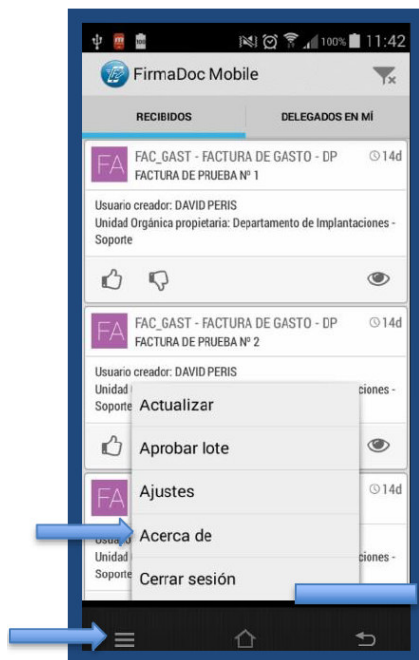 100% 11:42
FirmaDoc Mobile
RECIBIDOS DELEGADOS EN MÍ
FA FAC_GAST - FACTURA DE GASTO - DP 14d
FACTURA DE PRUEBA Nº 1
Usuario creador: DAVID PERIS
Unidad Orgánica propietaria: Departamento de Implantaciones -
Soporte
FA FAC_GAST - FACTURA DE GASTO - DP 14d
FACTURA DE PRUEBA Nº 2
Usuario creador: DAVID PERIS
Unidad ciones -
Soporte
Actualizar
Aprobar lote
FA 14d
Ajustes
Acerca de
Unidad ciones -
Soporte
Cerrar sesión